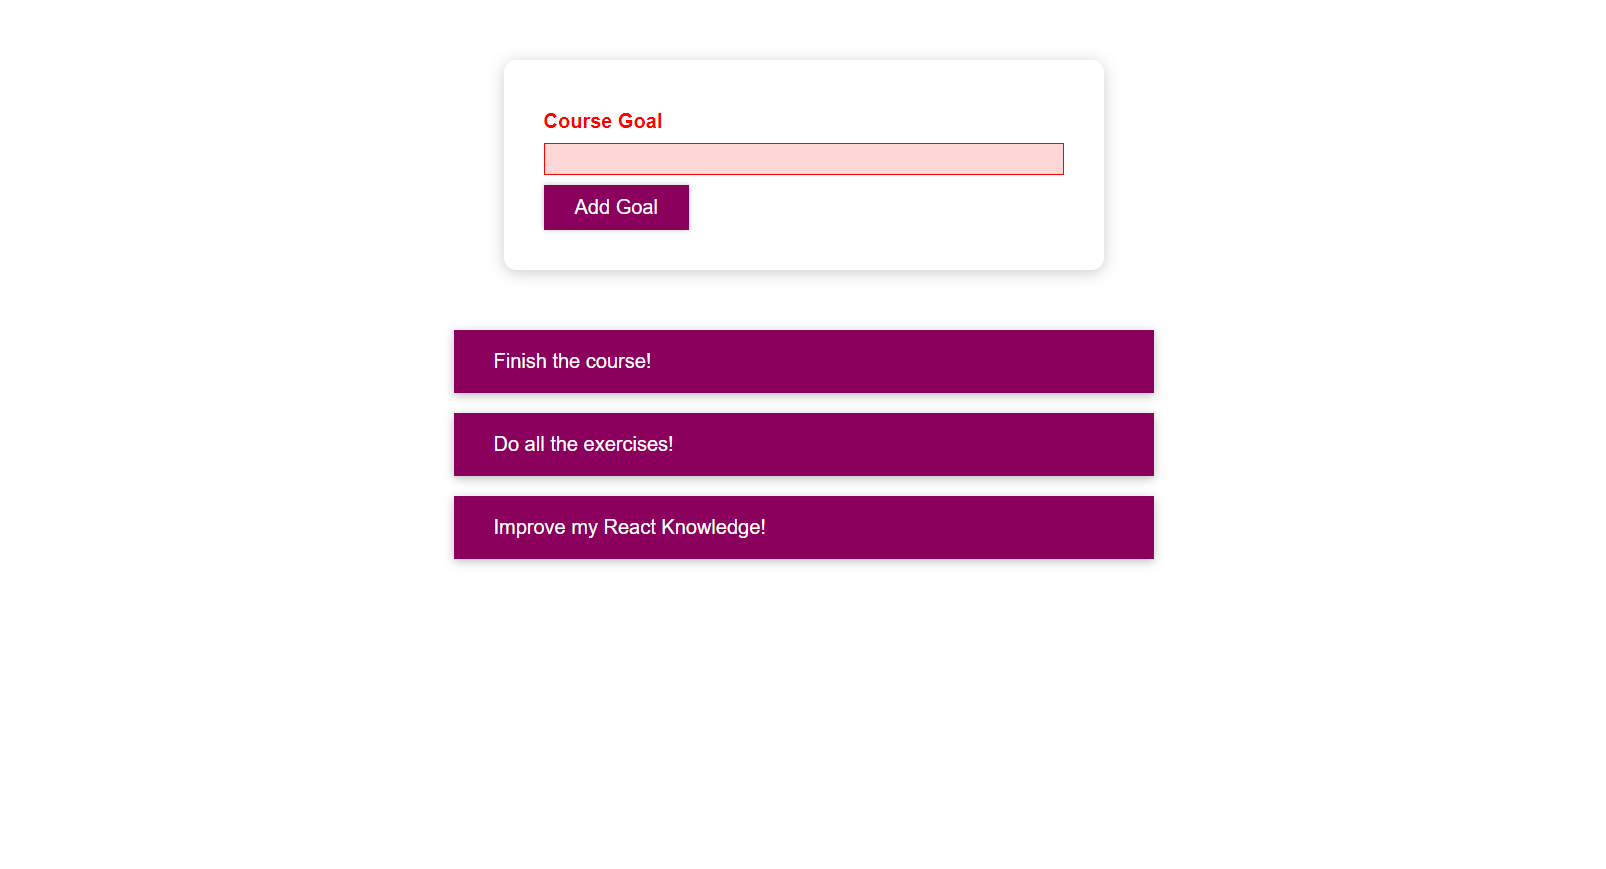 Course Goal
Add Goal
Finish the course!
Do all the exercises!
Improve my React Knowledge!